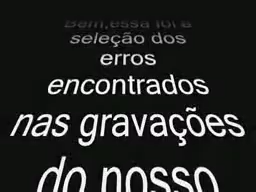 Bem,essa foi a
seleção dos
erros
encontrados
nas gravações
do nosso